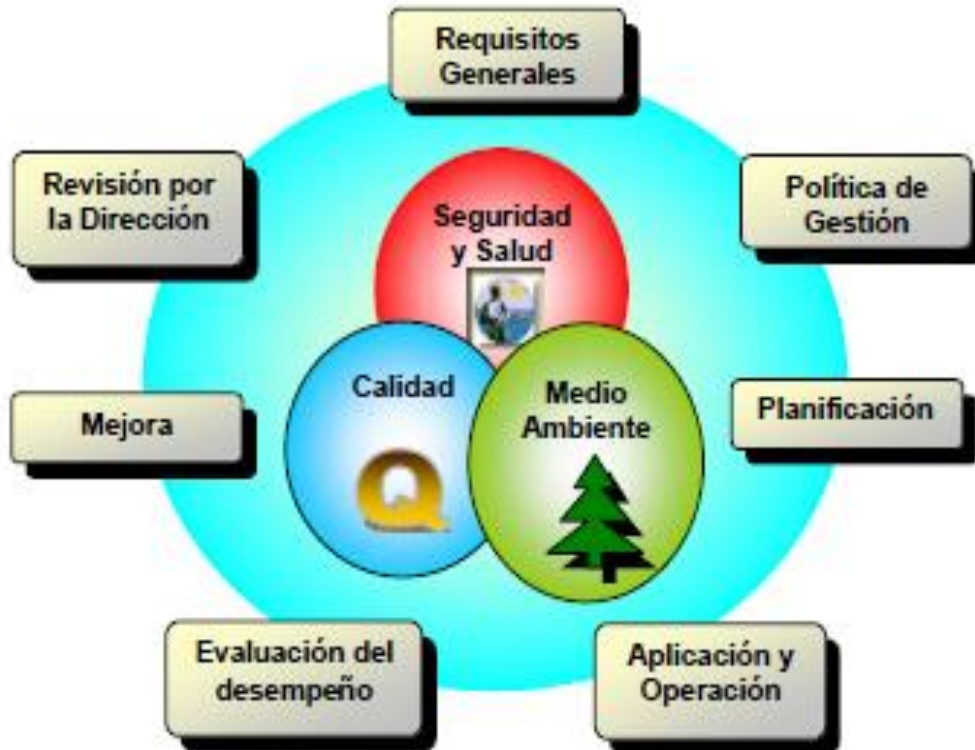 Requisitos
Generales
Revisión por
la Dirección
Política de
Gestión
Seguridad
y Salud
Calidad
Medio
Ambiente
Mejora
Planificación
Q
Evaluación del
desempeño
Aplicación y
Operación